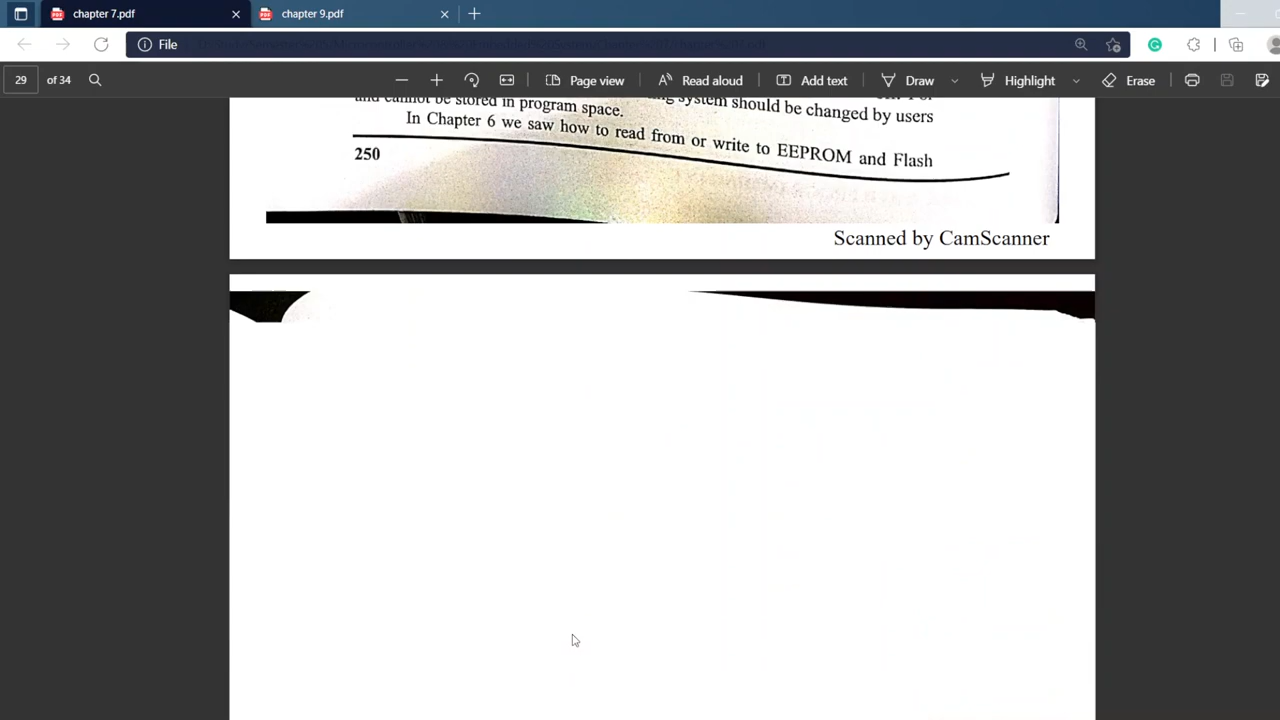 chapter 7.pdf
chapter 9.pdf
File
29 of 34
Page view
Read aloud
Add text
Draw
Highlight
Erase
and cannot be stored in program space. system should be changed by users
In Chapter 6 we saw how to read from or write to EEPROM and Flash
250
Scanned by CamScanner